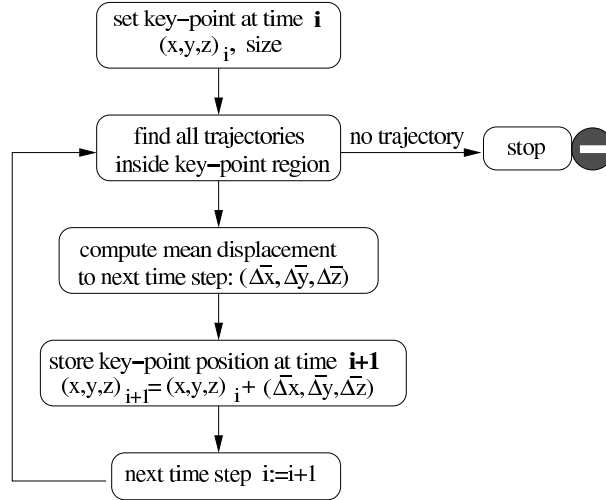 set key−point at time i
(x,y,z) i, size
find all trajectories
inside key−point region
no trajectory
stop
compute mean displacement
to next time step: (Δx̄,Δȳ,Δz̄)
store key−point position at time i+1
(x,y,z) i+1=(x,y,z) i + (Δx̄,Δȳ,Δz̄)
next time step i:=i+1